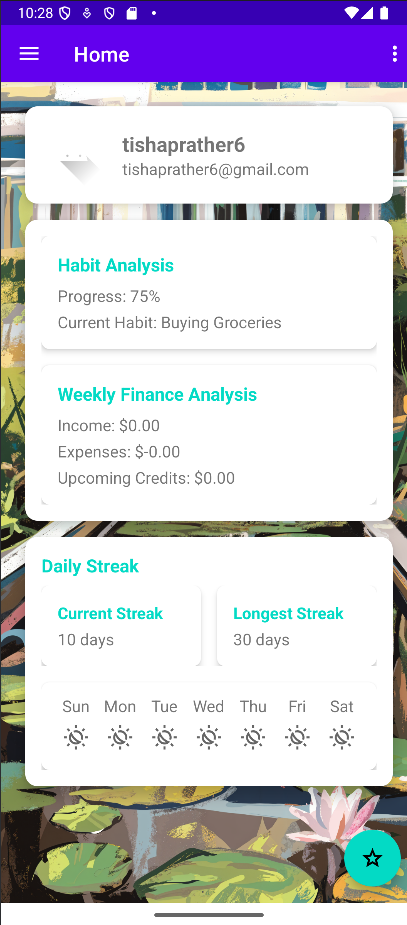 10:28
Home
tishaprather6
tishaprather6@gmail.com
Habit Analysis
Progress: 75%
Current Habit: Buying Groceries
Weekly Finance Analysis
Income: $0.00
Expenses: $-0.00
Upcoming Credits: $0.00
Daily Streak
Current Streak Longest Streak
10 days 30 days
Sun Mon Tue Wed Thu Fri Sat